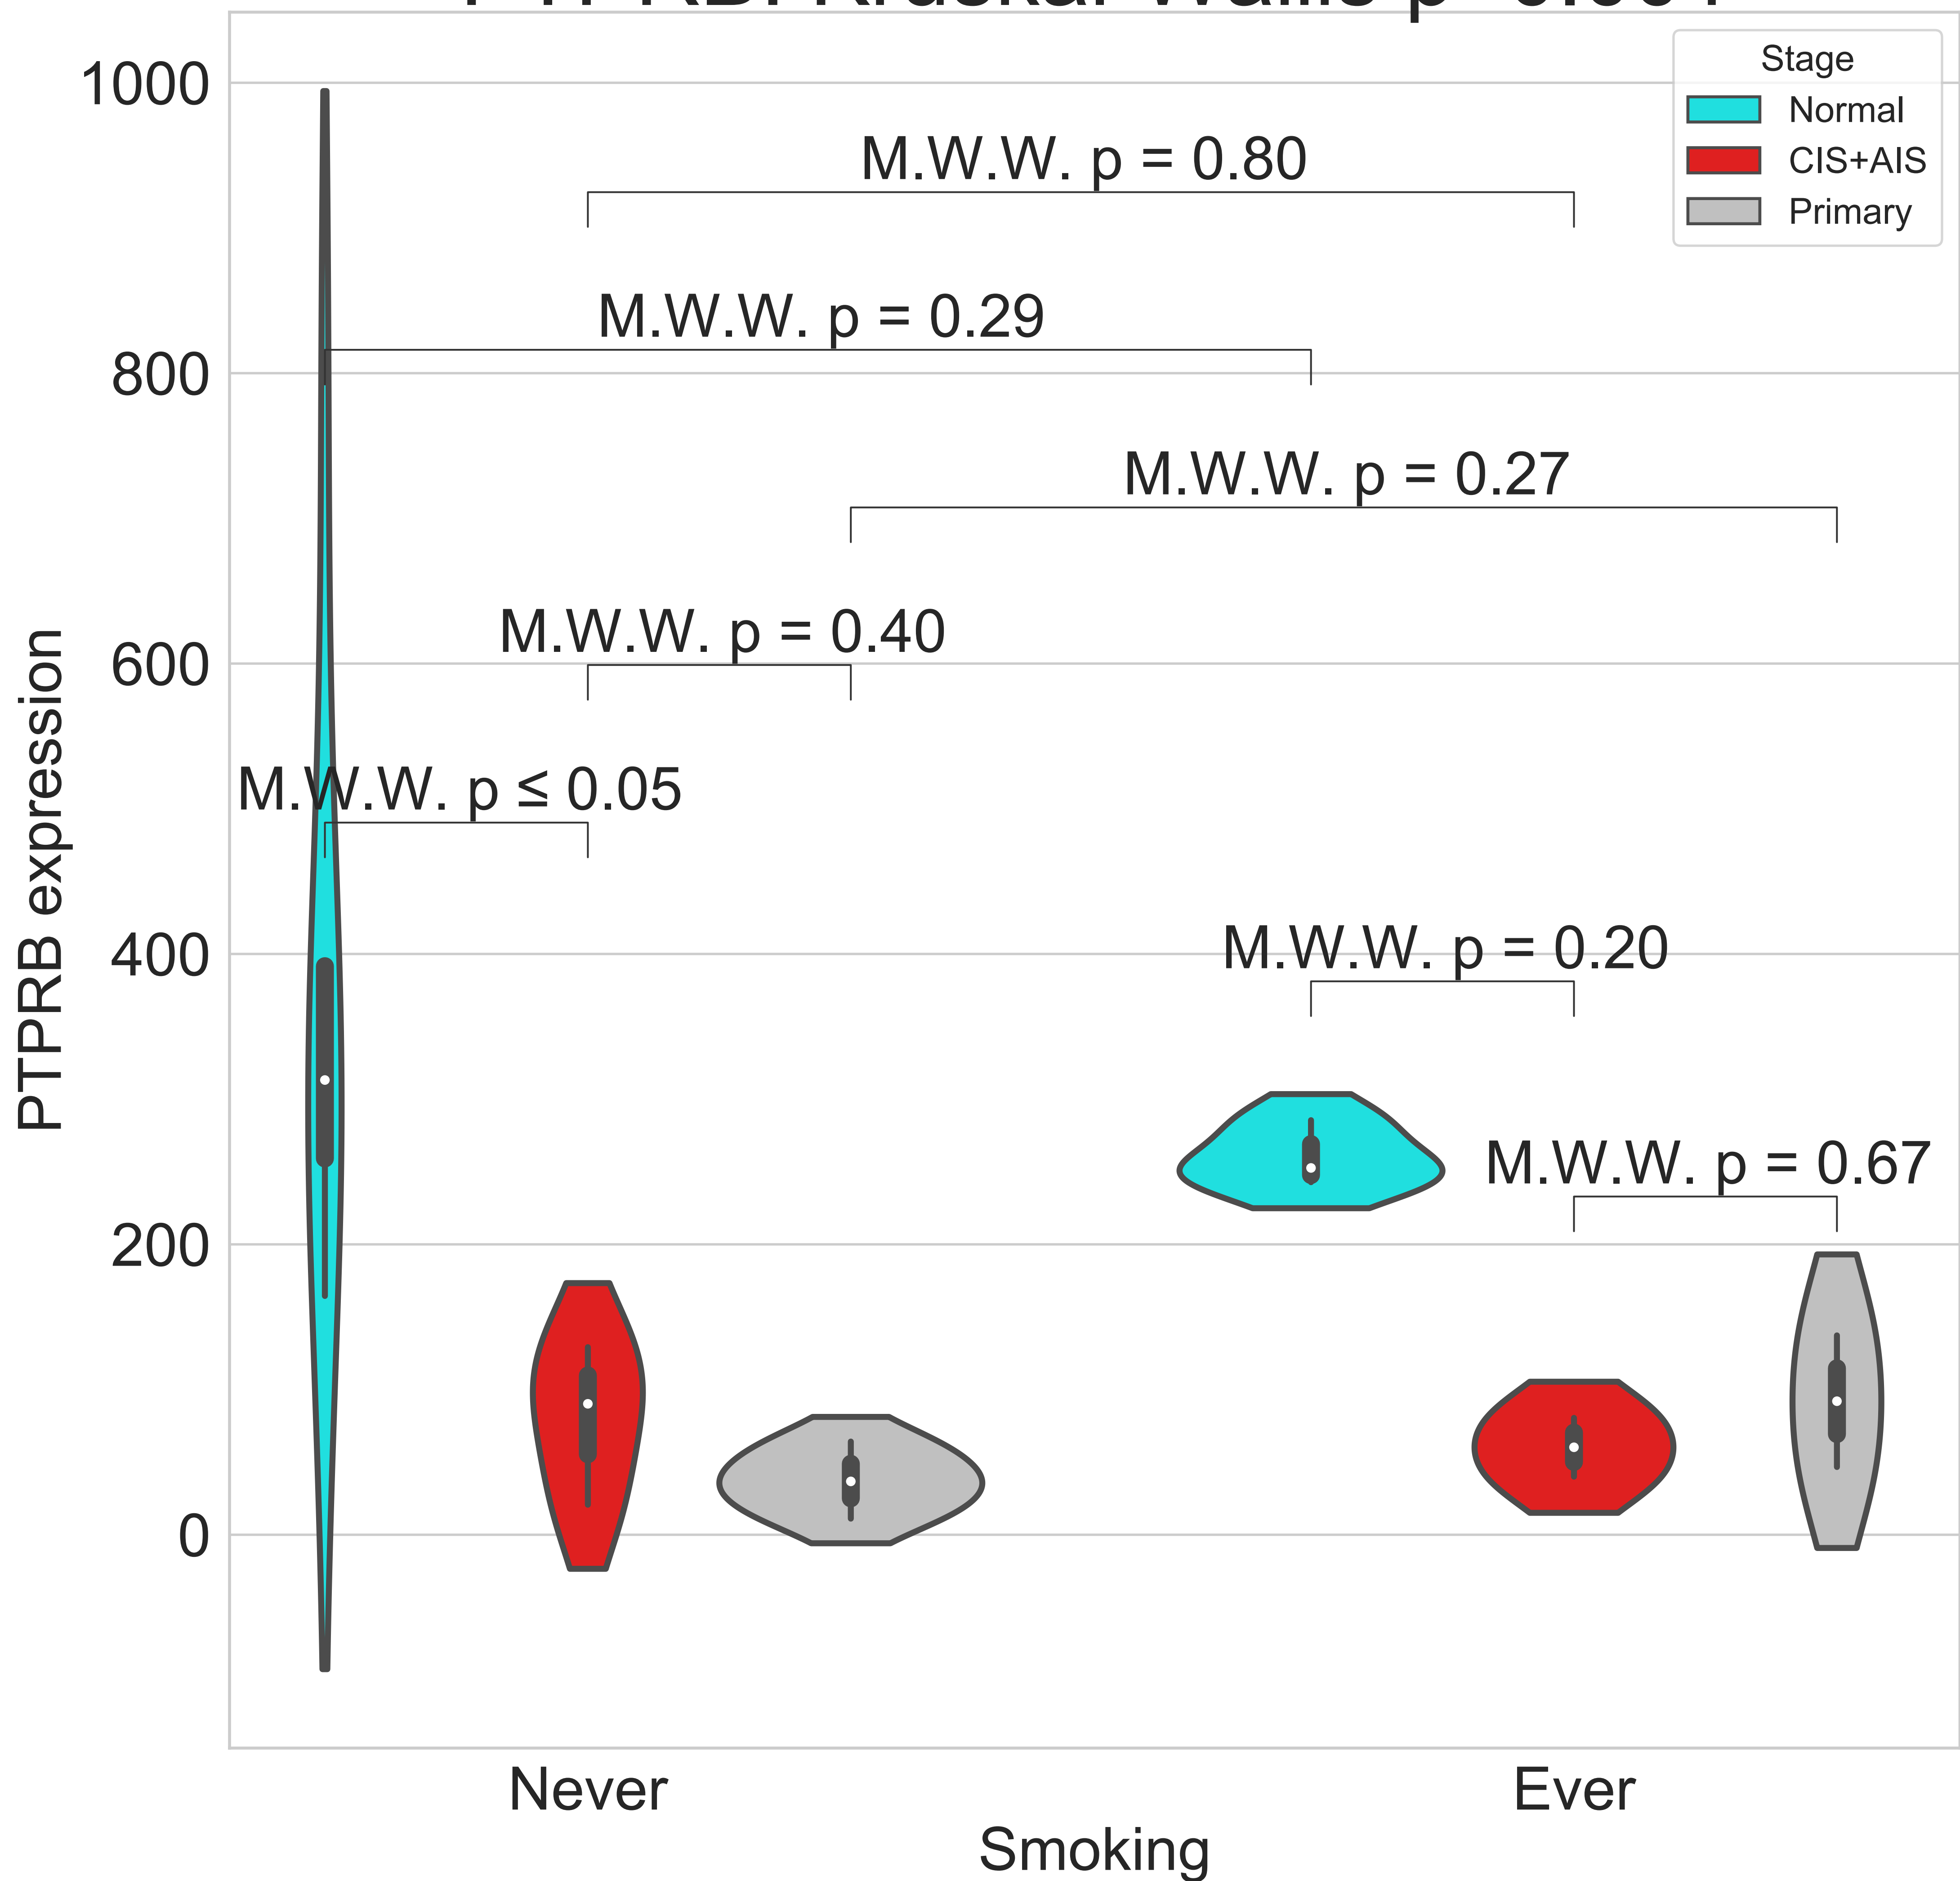 1000
800
600
400
200
0
PTPRB expression
Stage
Normal
CIS+AIS
Primary
M.W.W. p = 0.80
M.W.W. p = 0.29
M.W.W. p = 0.27
M.W.W. p = 0.40
M.W.W. p ≤ 0.05
M.W.W. p = 0.20
M.W.W. p = 0.67
Never
Ever
Smoking